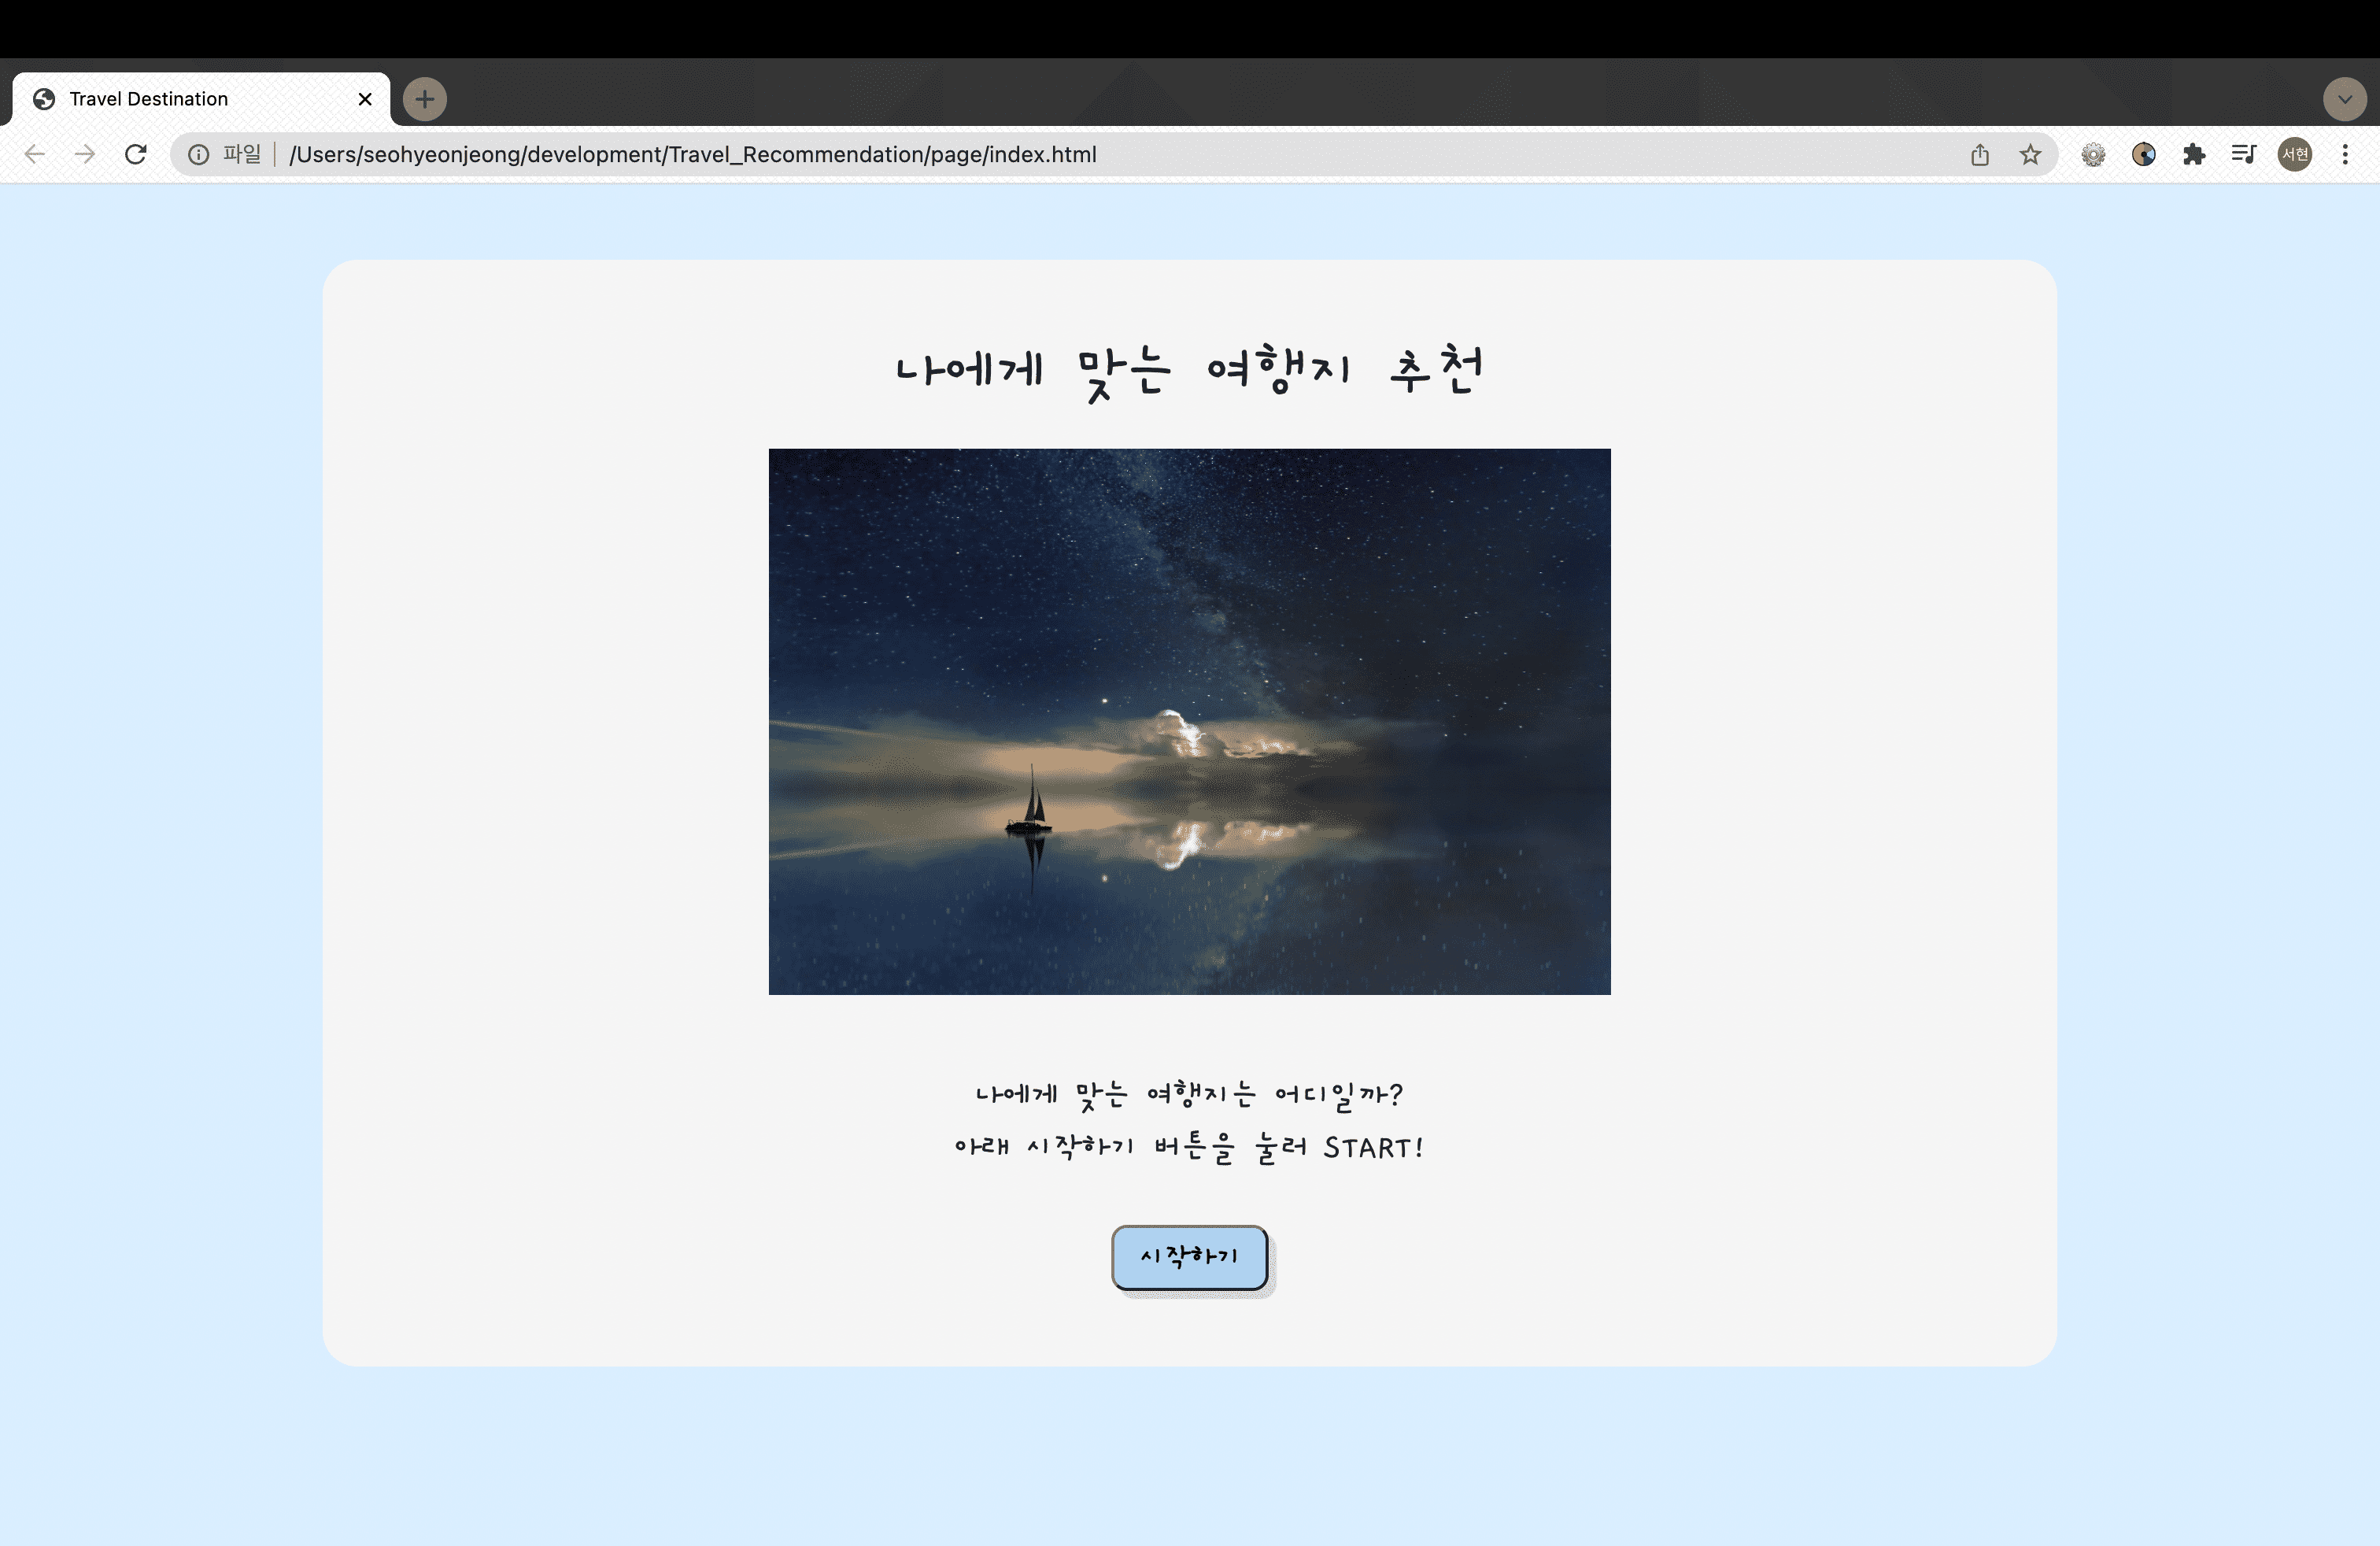 Travel Destination
파일 /Users/seohyeonjeong/development/Travel_Recommendation/page/index.html
서현
나에게 맞는 여행지 추천
나에게 맞는 여행지는 어디일까?
아래 시작하기 버튼을 눌러 START!
시작하기